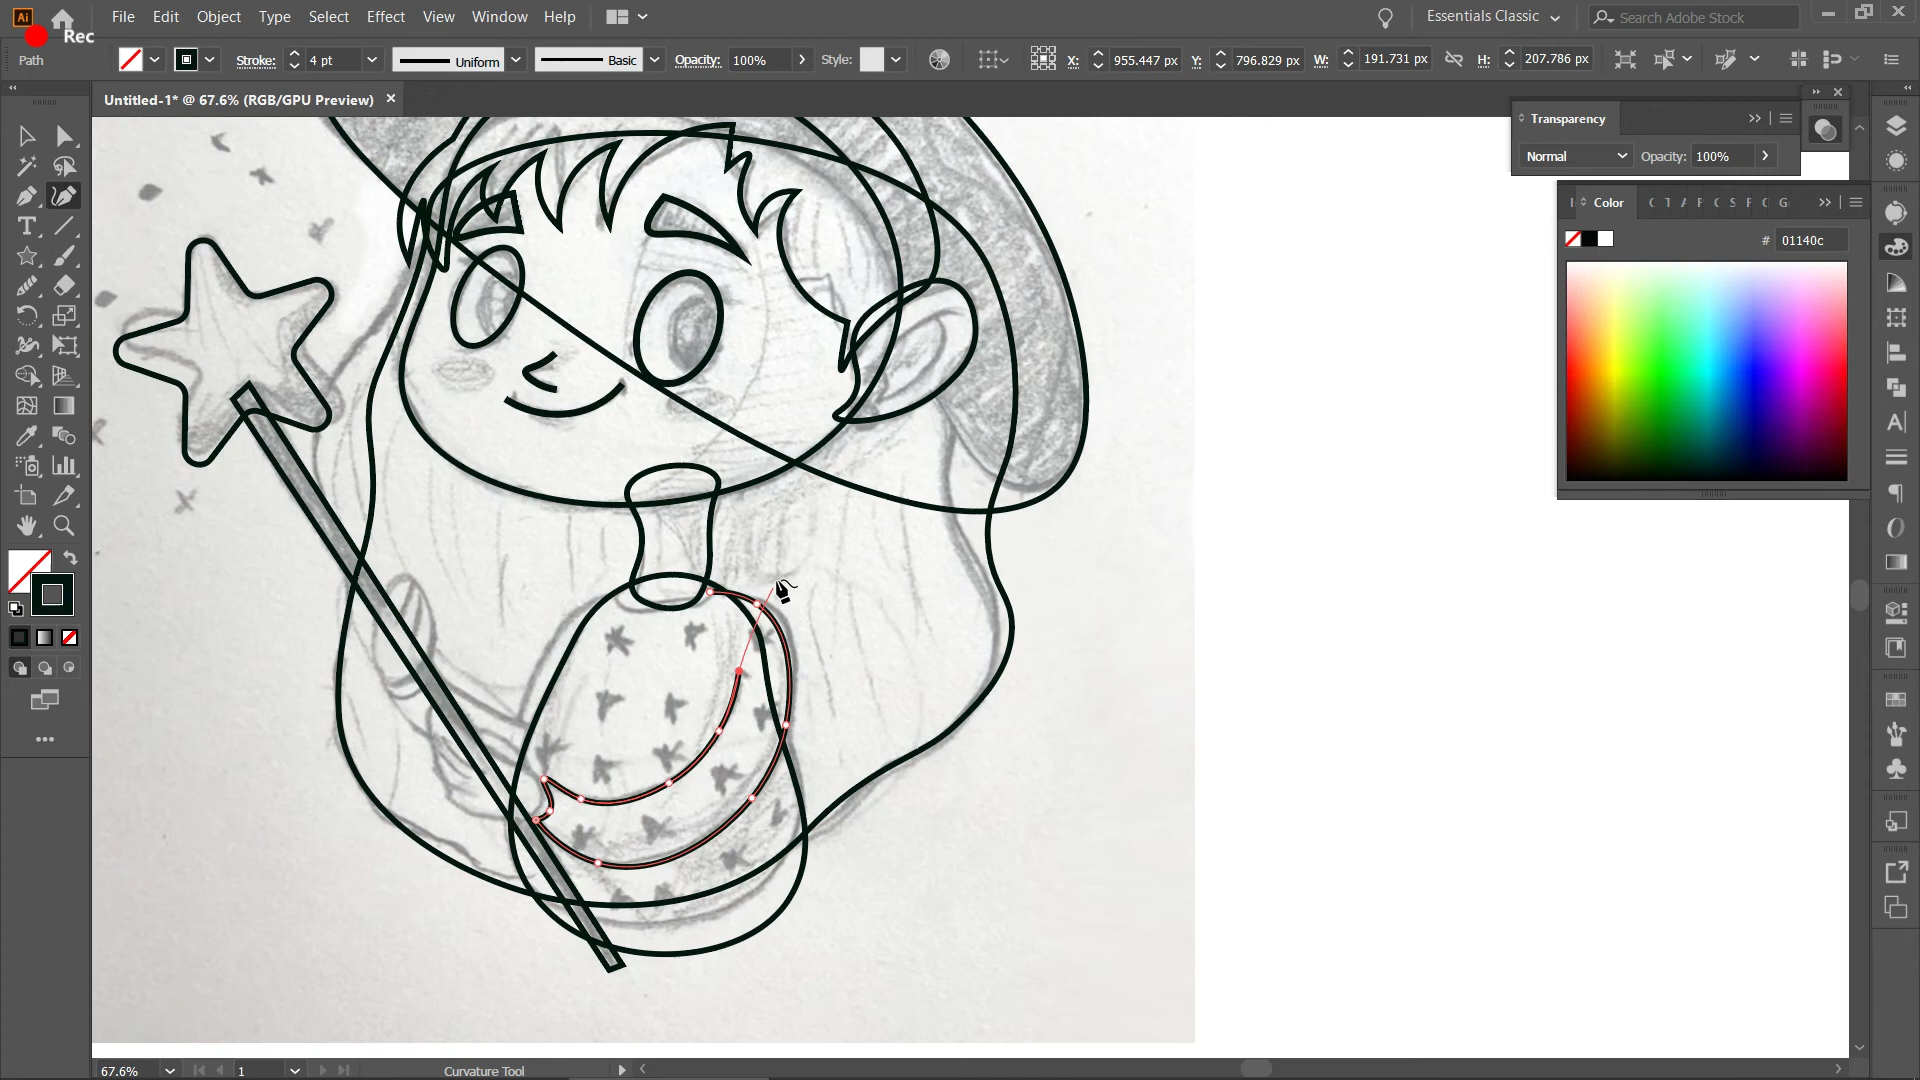 Ai
File Edit Object Type Select Effect View Window Help
Essentials Classic
Search Adobe Stock
Rec
Path
Stroke: 4 pt
Uniform
Basic
Opacity: 100%
Style:
X: 955.447 px
Y: 796.829 px
W: 191.731 px
H: 207.786 px
Untitled-1* @ 67.6% (RGB/GPU Preview)
Transparency
Normal
Opacity: 100%
Color
# 01140c
67.6%
1
Curvature Tool